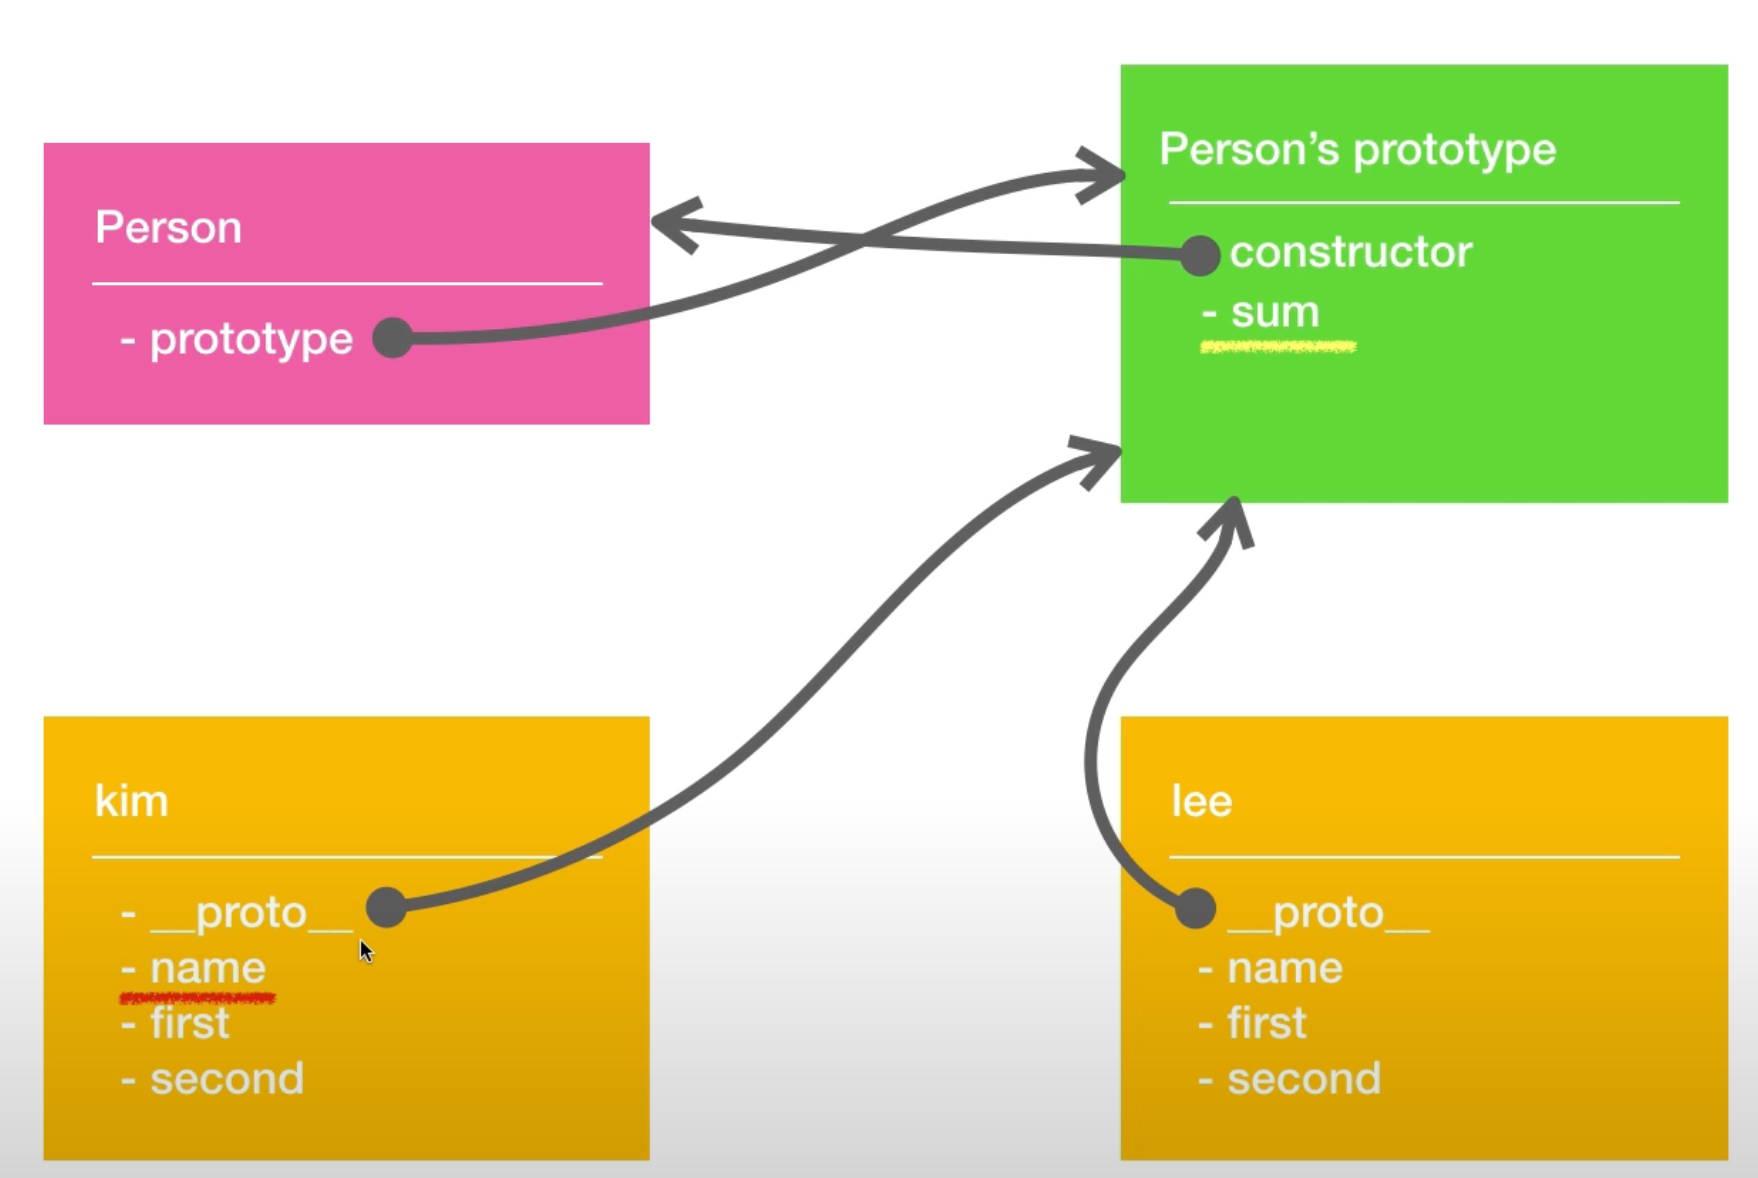 Person
- prototype
Person’s prototype
constructor
- sum
kim
- __proto__
- name
- first
- second
lee
__proto__
- name
- first
- second